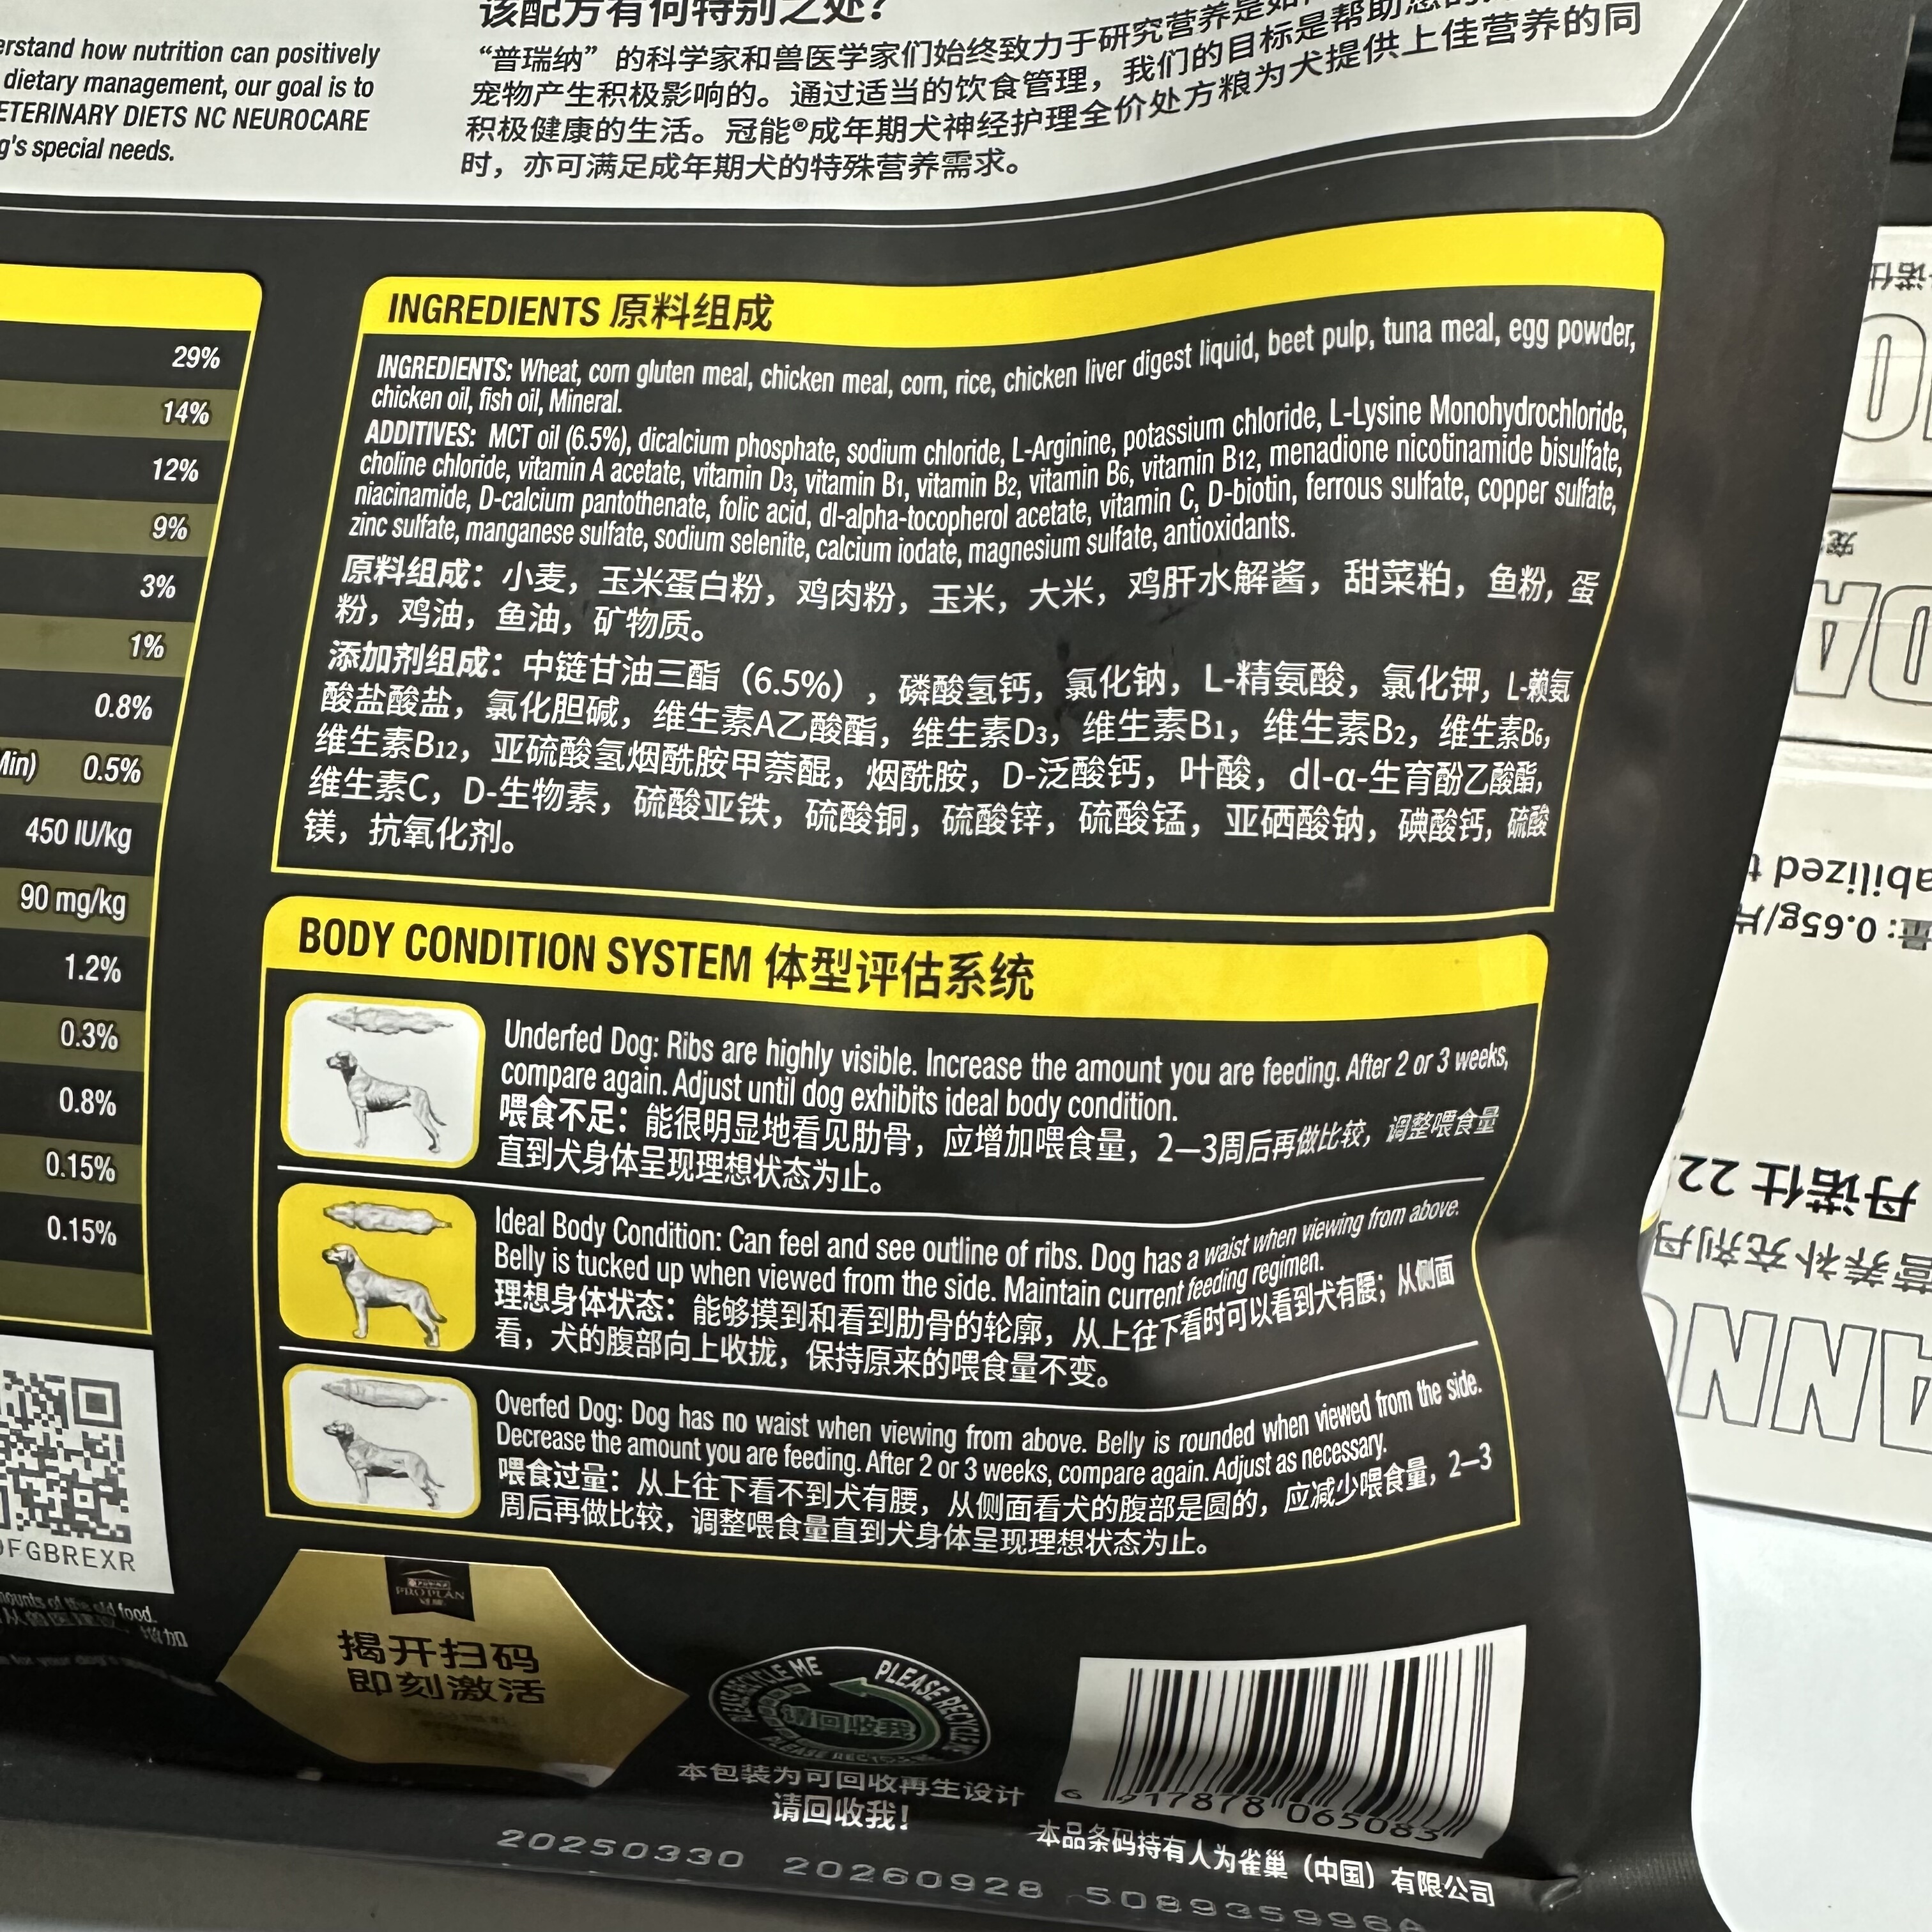 该配方有何特别之处?
erstand how nutrition can positively
dietary management, our goal is to
ETERINARY DIETS NC NEUROCARE
g's special needs.
“普瑞纳”的科学家和兽医学家们始终致力于研究营养是如
宠物产生积极影响的。通过适当的饮食管理，我们的目标是帮助
积极健康的生活。冠能®成年期犬神经护理全价处方粮为犬提供上佳营养的同
时，亦可满足成年期犬的特殊营养需求。
29%
14%
12%
9%
3%
1%
0.8%
Min) 0.5%
450 IU/kg
90 mg/kg
1.2%
0.3%
0.8%
0.15%
0.15%
INGREDIENTS 原料组成
INGREDIENTS: Wheat, corn gluten meal, chicken meal, corn, rice, chicken liver digest liquid, beet pulp, tuna meal, egg powder,
chicken oil, fish oil, Mineral.
ADDITIVES: MCT oil (6.5%), dicalcium phosphate, sodium chloride, L-Arginine, potassium chloride, L-Lysine Monohydrochloride,
choline chloride, vitamin A acetate, vitamin D3, vitamin B1, vitamin B2, vitamin B6, vitamin B12, menadione nicotinamide bisulfate,
niacinamide, D-calcium pantothenate, folic acid, dl-alpha-tocopherol acetate, vitamin C, D-biotin, ferrous sulfate, copper sulfate,
zinc sulfate, manganese sulfate, sodium selenite, calcium iodate, magnesium sulfate, antioxidants.
原料组成：小麦，玉米蛋白粉，鸡肉粉，玉米，大米，鸡肝水解酱，甜菜粕，鱼粉，蛋
粉，鸡油，鱼油，矿物质。
添加剂组成：中链甘油三酯（6.5%），磷酸氢钙，氯化钠，L-精氨酸，氯化钾，L-赖氨
酸盐酸盐，氯化胆碱，维生素A乙酸酯，维生素D3，维生素B1，维生素B2，维生素B6，
维生素B12，亚硫酸氢烟酰胺甲萘醌，烟酰胺，D-泛酸钙，叶酸，dl-α-生育酚乙酸酯，
维生素C，D-生物素，硫酸亚铁，硫酸铜，硫酸锌，硫酸锰，亚硒酸钠，碘酸钙，硫酸
镁，抗氧化剂。
BODY CONDITION SYSTEM 体型评估系统
Underfed Dog: Ribs are highly visible. Increase the amount you are feeding. After 2 or 3 weeks,
compare again. Adjust until dog exhibits ideal body condition.
喂食不足：能很明显地看见肋骨，应增加喂食量，2—3周后再做比较，调整喂食量
直到犬身体呈现理想状态为止。
Ideal Body Condition: Can feel and see outline of ribs. Dog has a waist when viewing from above.
Belly is tucked up when viewed from the side. Maintain current feeding regimen.
理想身体状态：能够摸到和看到肋骨的轮廓，从上往下看时可以看到犬有腰；从侧面
看，犬的腹部向上收拢，保持原来的喂食量不变。
Overfed Dog: Dog has no waist when viewing from above. Belly is rounded when viewed from the side.
Decrease the amount you are feeding. After 2 or 3 weeks, compare again. Adjust as necessary.
喂食过量：从上往下看不到犬有腰，从侧面看犬的腹部是圆的，应减少喂食量，2—3
周后再做比较，调整喂食量直到犬身体呈现理想状态为止。
DFGBREXR
mounts of the old food.
PRO PLAN
冠能
揭开扫码
即刻激活
PLEASE RECYCLE ME PLEASE RECYCLE
请回收我
本包装为可回收再生设计
请回收我！
6 917878 065083
本品条码持有人为雀巢（中国）有限公司
20250330 20260928 508935996A
abilized t
量：0.65g/片
丹诺仕 22
营养补充剂丹